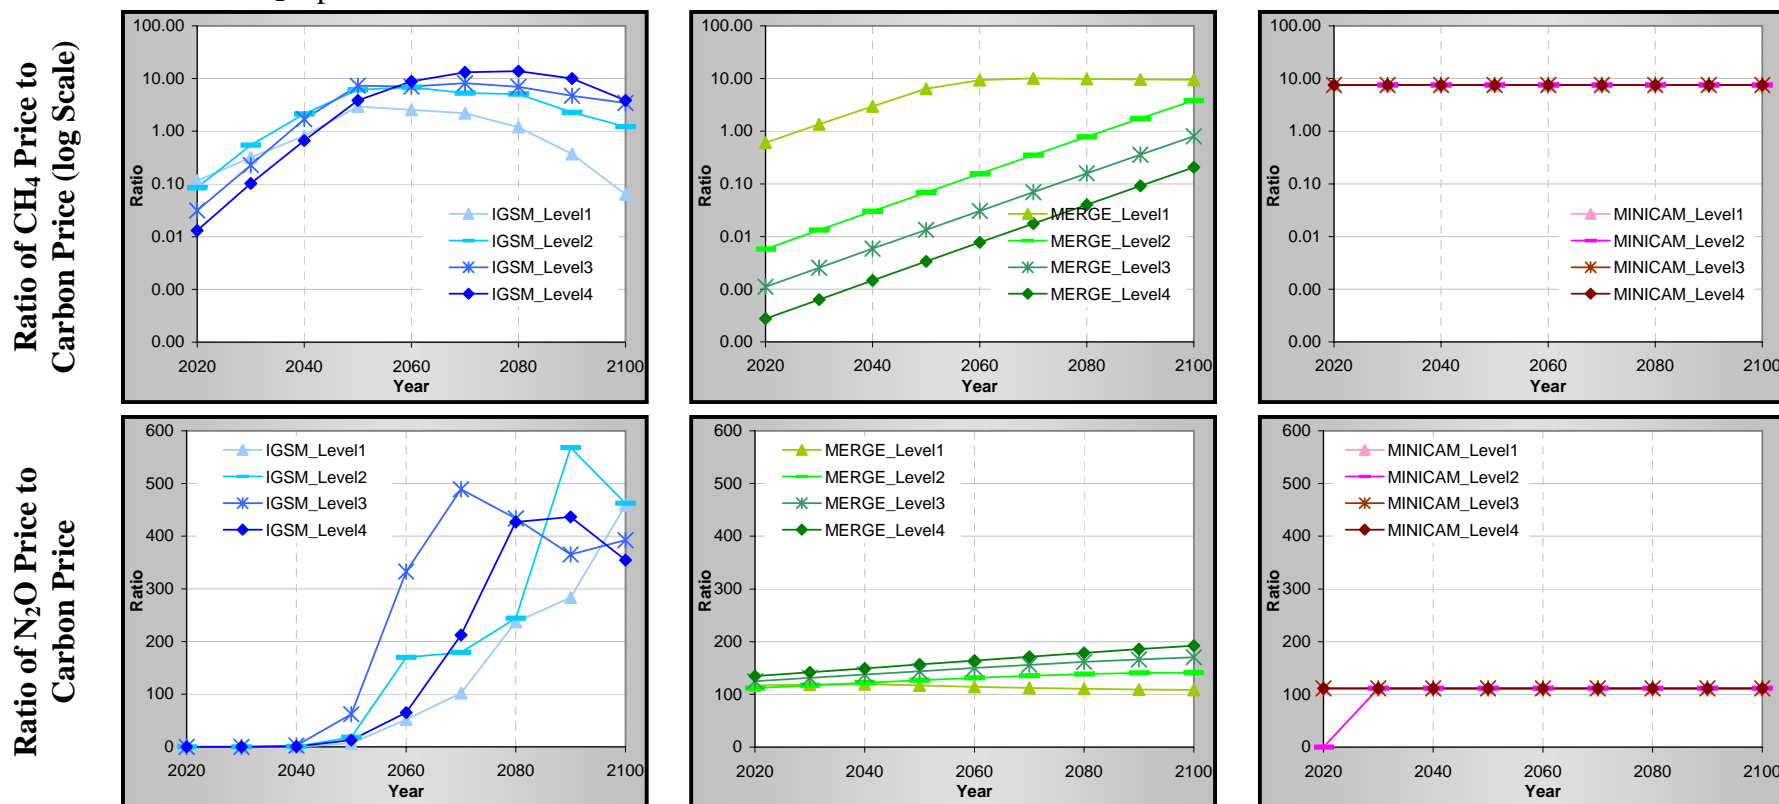 Ratio of CH₄ Price to
Carbon Price (log Scale)
100.00
10.00
1.00
0.10
0.01
0.00
0.00
Ratio
IGSM_Level1
IGSM_Level2
IGSM_Level3
IGSM_Level4
2020 2040 2060 2080 2100
Year
100.00
10.00
1.00
0.10
0.01
0.00
0.00
Ratio
MERGE_Level1
MERGE_Level2
MERGE_Level3
MERGE_Level4
2020 2040 2060 2080 2100
Year
100.00
10.00
1.00
0.10
0.01
0.00
0.00
Ratio
MINICAM_Level1
MINICAM_Level2
MINICAM_Level3
MINICAM_Level4
2020 2040 2060 2080 2100
Year
Ratio of N₂O Price to
Carbon Price
600
500
400
300
200
100
0
Ratio
IGSM_Level1
IGSM_Level2
IGSM_Level3
IGSM_Level4
2020 2040 2060 2080 2100
Year
600
500
400
300
200
100
0
Ratio
MERGE_Level1
MERGE_Level2
MERGE_Level3
MERGE_Level4
2020 2040 2060 2080 2100
Year
600
500
400
300
200
100
0
Ratio
MINICAM_Level1
MINICAM_Level2
MINICAM_Level3
MINICAM_Level4
2020 2040 2060 2080 2100
Year